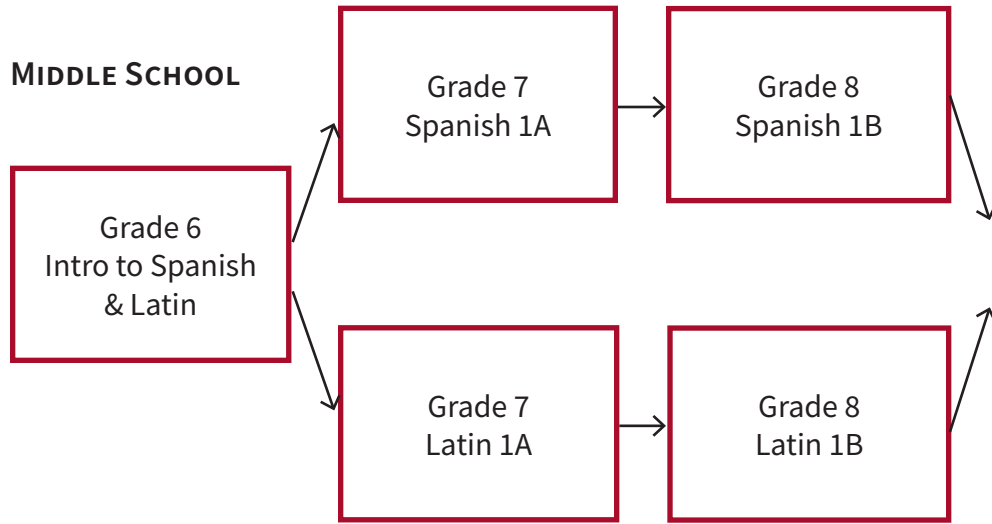 MIDDLE SCHOOL
Grade 6
Intro to Spanish
& Latin
Grade 7
Spanish 1A
Grade 8
Spanish 1B
Grade 7
Latin 1A
Grade 8
Latin 1B